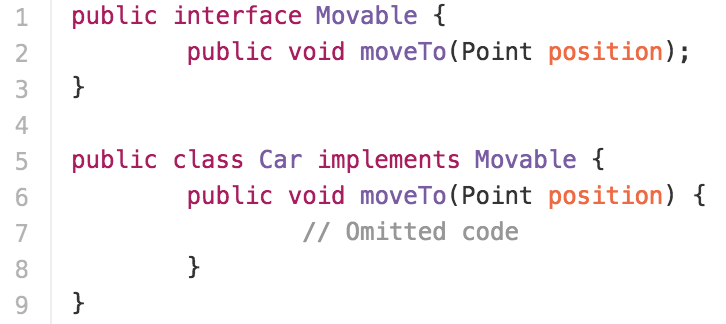 1 public interface Movable {
2         public void moveTo(Point position);
3 }
4
5 public class Car implements Movable {
6         public void moveTo(Point position) {
7                 // Omitted code
8         }
9 }